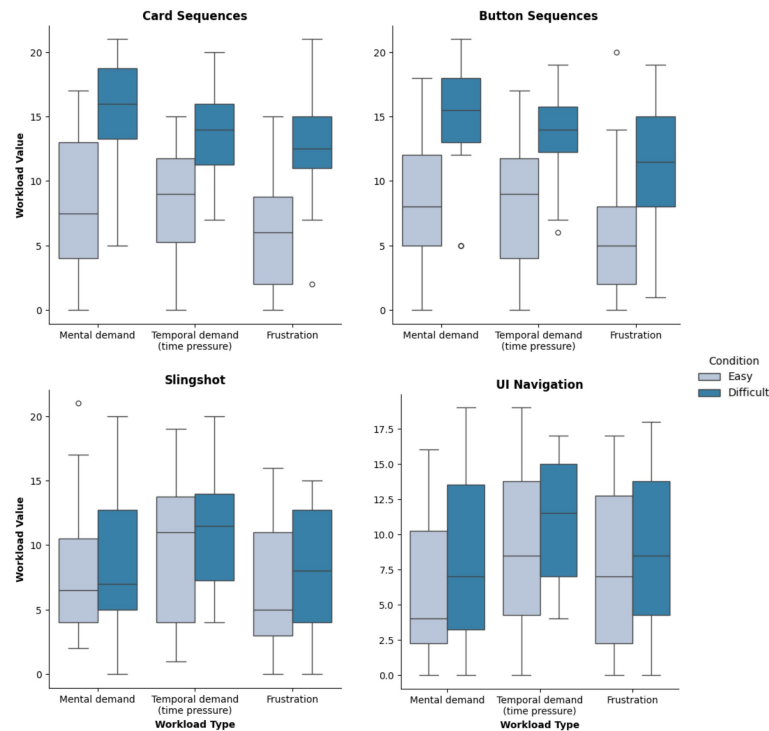 Card Sequences
Workload Value
20
15
10
5
0
Mental demand
Temporal demand
(time pressure)
Frustration
Button Sequences
20
15
10
5
0
Mental demand
Temporal demand
(time pressure)
Frustration
Condition
Easy
Difficult
Slingshot
Workload Value
20
15
10
5
0
Mental demand
Temporal demand
(time pressure)
Frustration
Workload Type
UI Navigation
17.5
15.0
12.5
10.0
7.5
5.0
2.5
0.0
Mental demand
Temporal demand
(time pressure)
Frustration
Workload Type